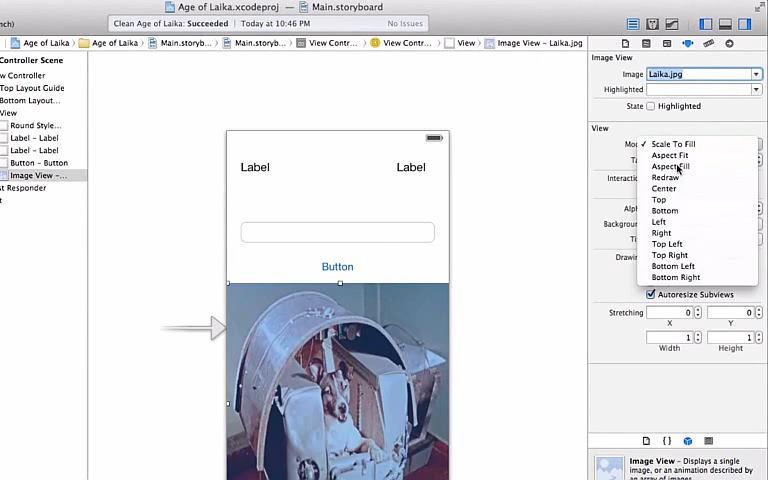 Age of Laika.xcodeproj — Main.storyboard
Clean Age of Laika: Succeeded | Today at 10:46 PM
No Issues
Age of Laika
Age of Laika
Main.storyb...
Main.storyb...
View Contr...
View Contr...
View
Image View - Laika.jpg
Controller Scene
w Controller
Top Layout Guide
Bottom Layout...
View
Round Style...
Label - Label
Label - Label
Button - Button
Image View -...
st Responder
Label
Label
Button
Image View
Image
Laika.jpg
Highlighted
State
Highlighted
View
✓ Scale To Fill
Aspect Fit
Aspect Fill
Redraw
Center
Top
Bottom
Left
Right
Top Left
Top Right
Bottom Left
Bottom Right
Autoresize Subviews
Stretching
0
0
X
Y
1
1
Width
Height
Image View - Displays a single
image, or an animation described by